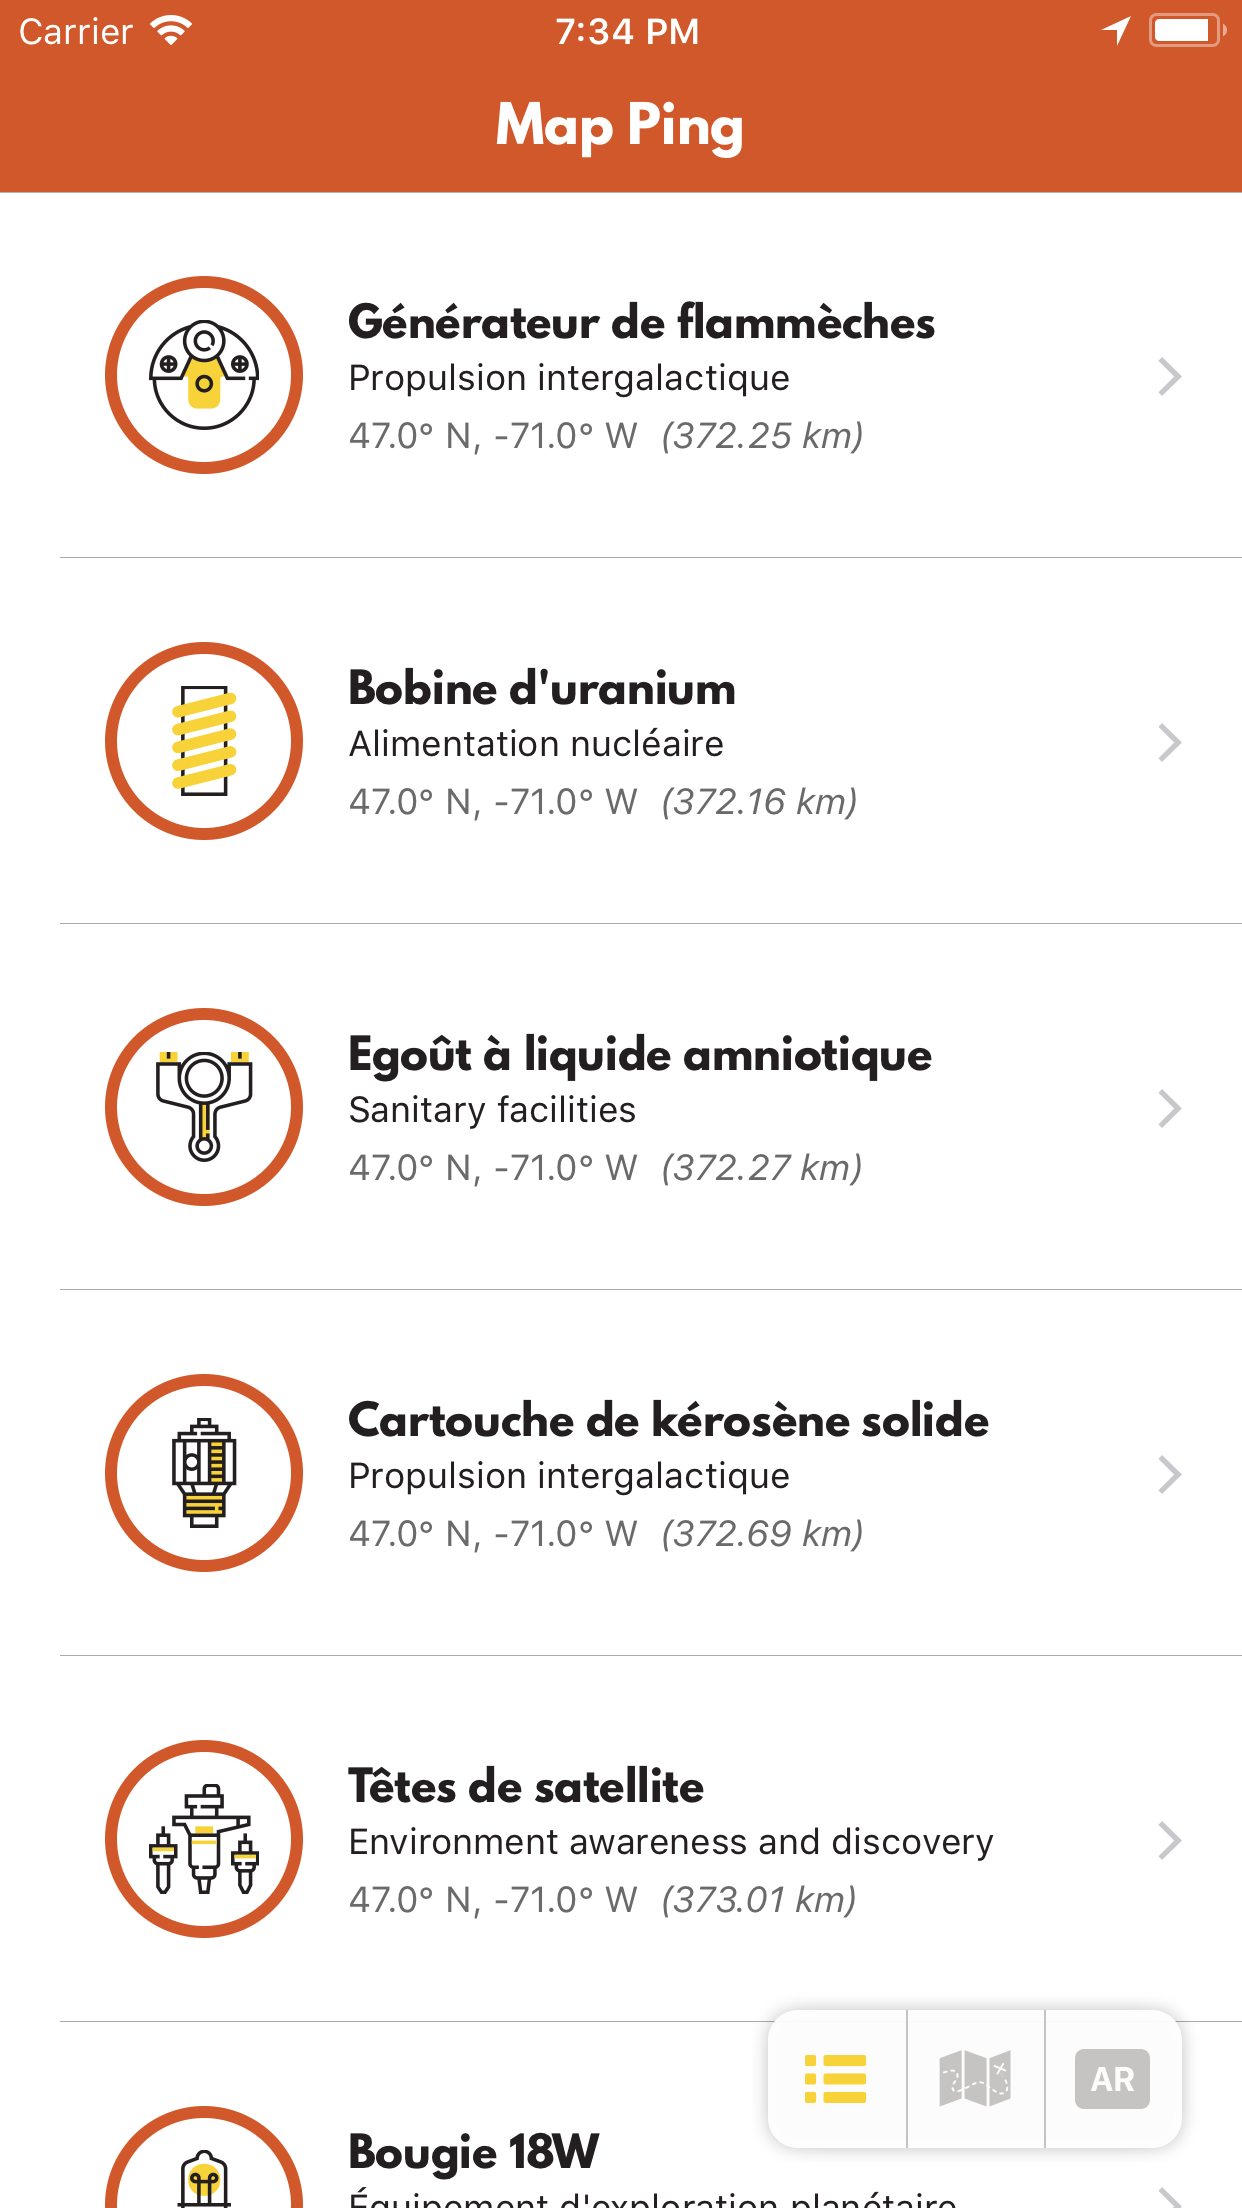 Carrier 7:34 PM
Map Ping
Générateur de flammèches
Propulsion intergalactique
47.0° N, -71.0° W (372.25 km)
Bobine d'uranium
Alimentation nucléaire
47.0° N, -71.0° W (372.16 km)
Egoût à liquide amniotique
Sanitary facilities
47.0° N, -71.0° W (372.27 km)
Cartouche de kérosène solide
Propulsion intergalactique
47.0° N, -71.0° W (372.69 km)
Têtes de satellite
Environment awareness and discovery
47.0° N, -71.0° W (373.01 km)
AR
Bougie 18W
Équipement d'exploration planétaire